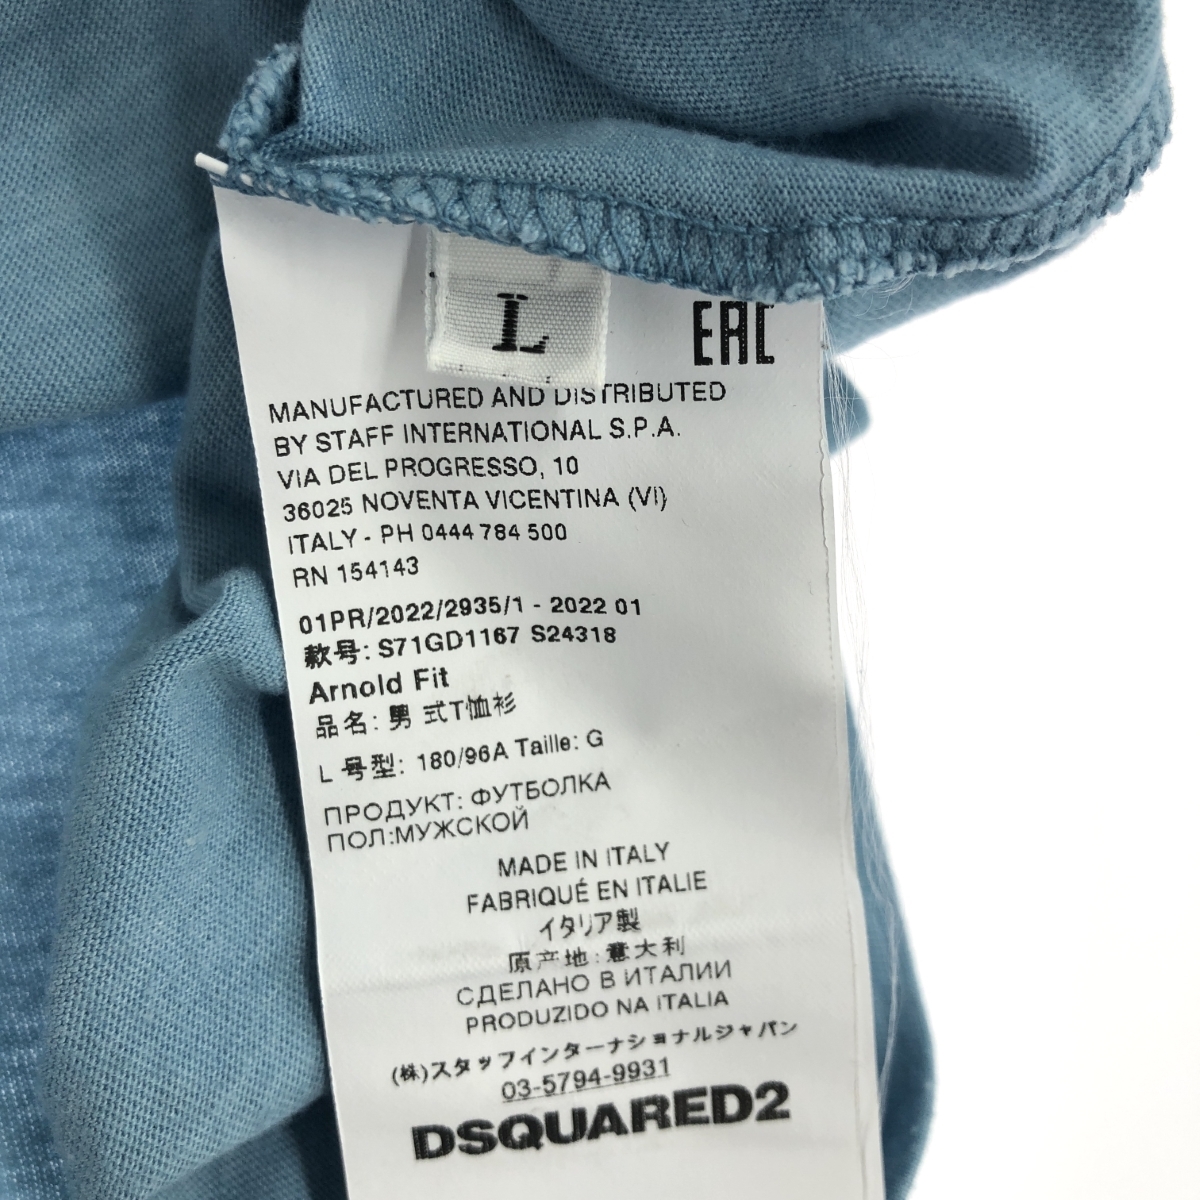 L
EAC
MANUFACTURED AND DISTRIBUTED
BY STAFF INTERNATIONAL S.P.A.
VIA DEL PROGRESSO, 10
36025 NOVENTA VICENTINA (VI)
ITALY - PH 0444 784 500
RN 154143
01PR/2022/2935/1 - 2022 01
款号: S71GD1167 S24318
Arnold Fit
品名: 男 式T恤衫
L 号型: 180/96A Taille: G
ПРОДУКТ: ФУТБОЛКА
ПОЛ:МУЖСКОЙ
MADE IN ITALY
FABRIQUÉ EN ITALIE
イタリア製
原产地:意大利
СДЕЛАНО В ИТАЛИИ
PRODUZIDO NA ITALIA
(株)スタッフインターナショナルジャパン
03-5794-9931
DSQUARED2